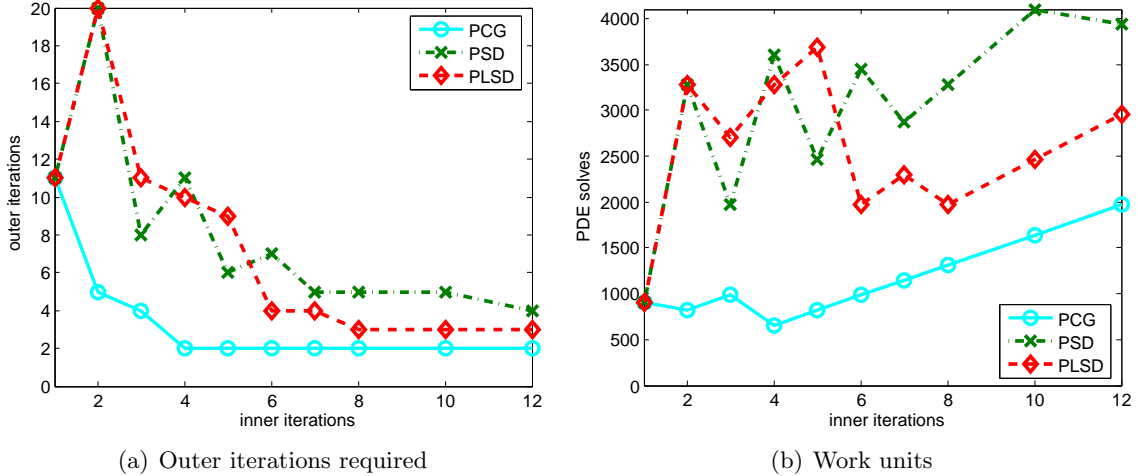 20
18
16
14
12
10
8
6
4
2
0
outer iterations
2
4
6
8
10
12
inner iterations
PCG
PSD
PLSD
(a) Outer iterations required
4000
3500
3000
2500
2000
1500
1000
500
0
PDE solves
2
4
6
8
10
12
inner iterations
PCG
PSD
PLSD
(b) Work units